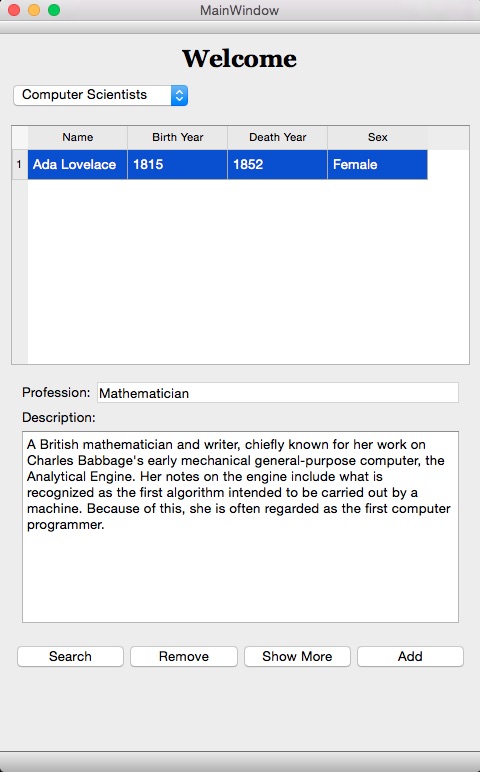 MainWindow
Welcome
Computer Scientists
Name Birth Year Death Year Sex
1 Ada Lovelace 1815 1852 Female
Profession: Mathematician
Description:
A British mathematician and writer, chiefly known for her work on
Charles Babbage's early mechanical general-purpose computer, the
Analytical Engine. Her notes on the engine include what is
recognized as the first algorithm intended to be carried out by a
machine. Because of this, she is often regarded as the first computer
programmer.
Search Remove Show More Add